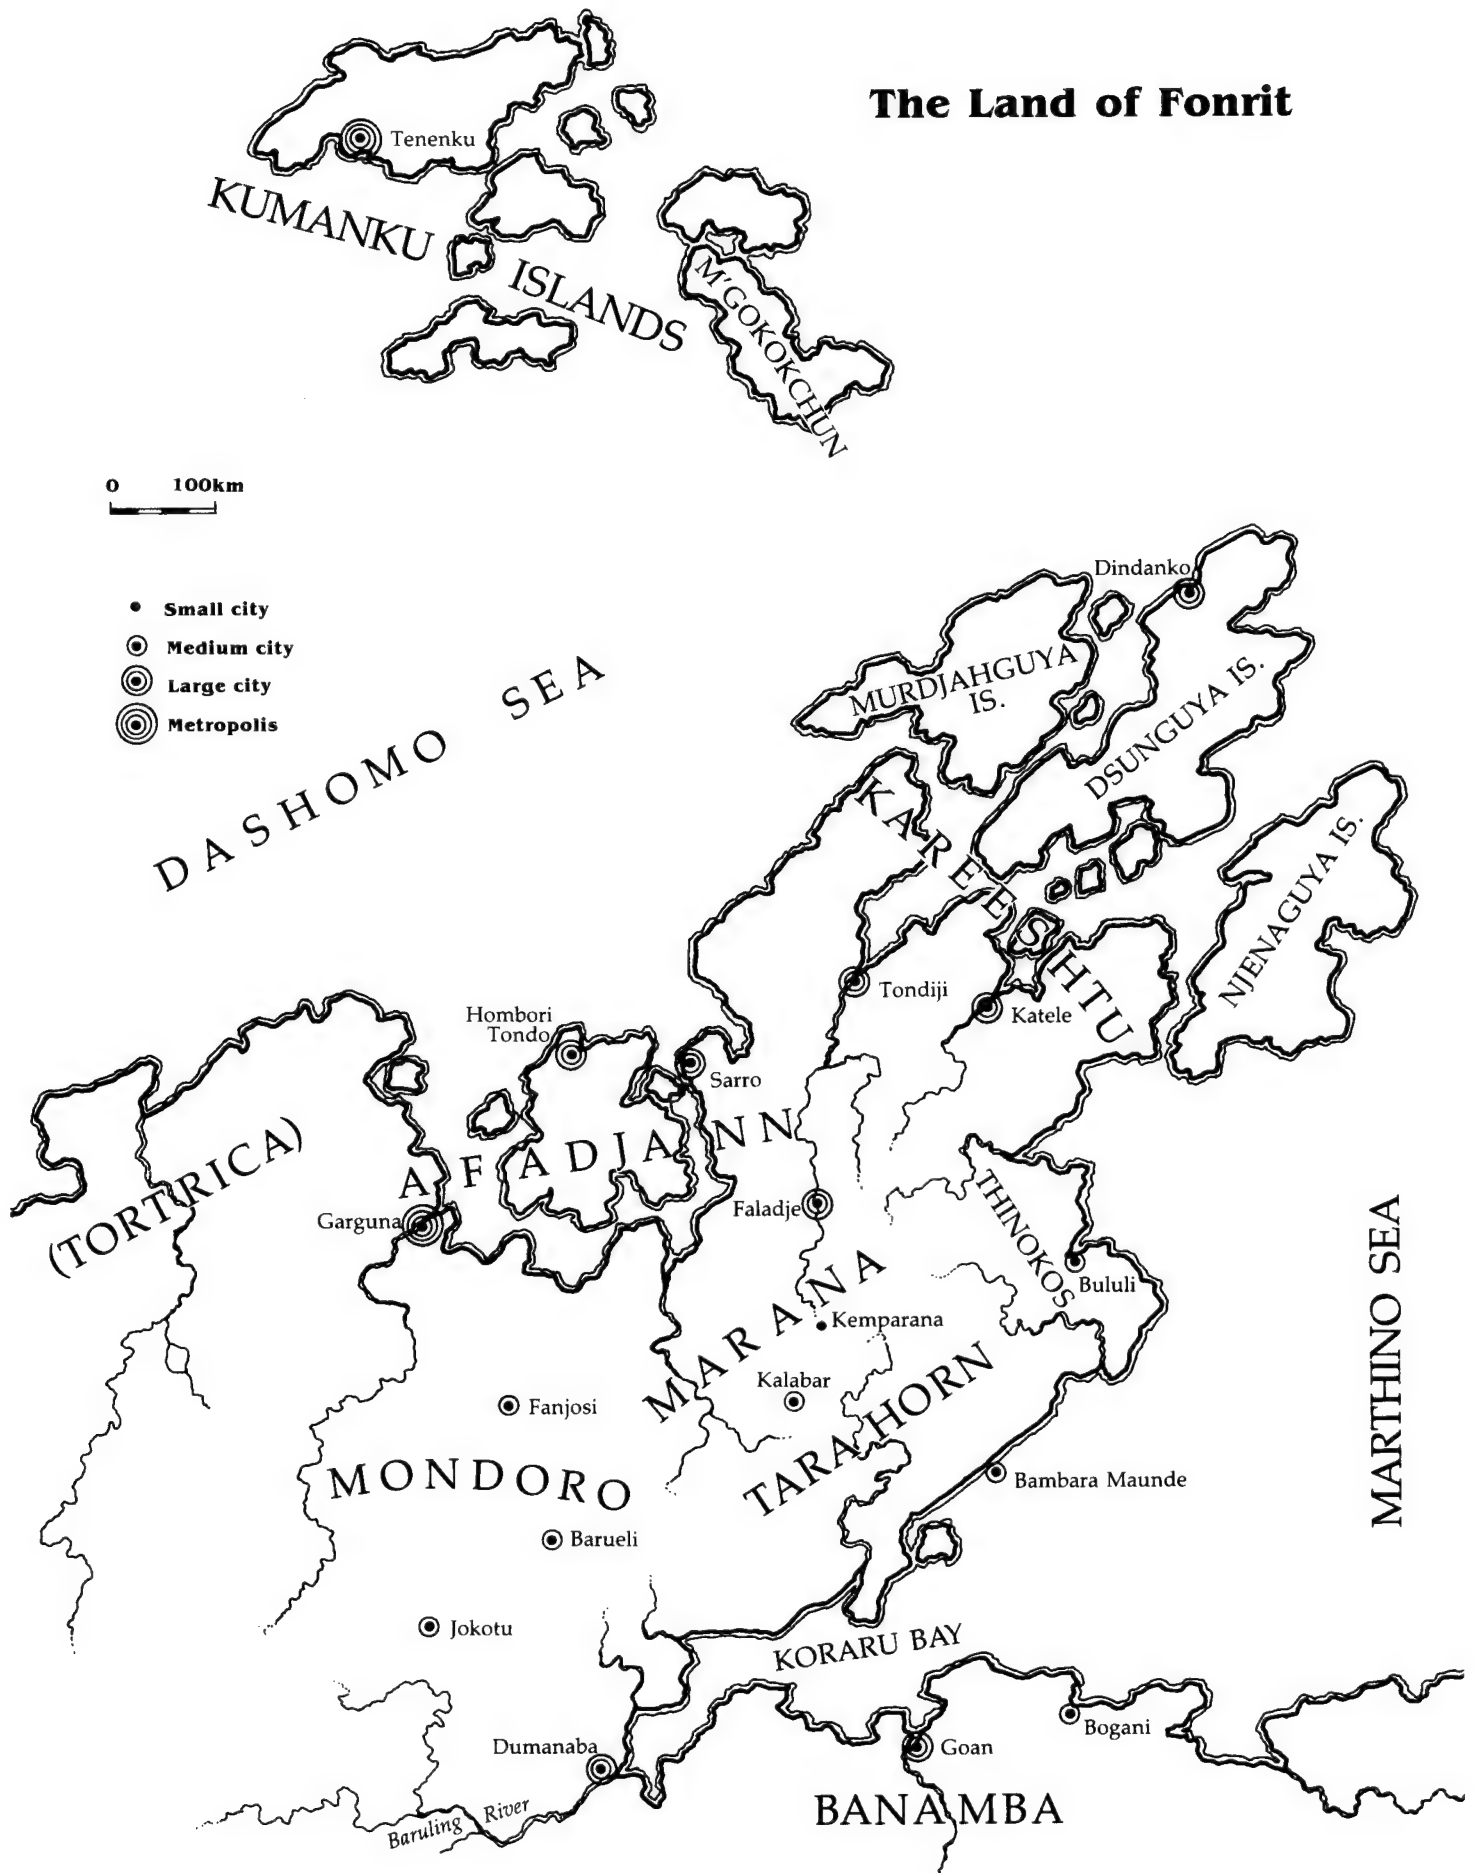 The Land of Fonrit
Tenenku
KUMANKU
ISLANDS
M'GOKOKCHUN
0 100km
Small city
Medium city
Large city
Metropolis
DASHOMO SEA
Dindanko
MURDJAHGUYA
IS.
DSUNGUYA IS.
NJENAGUYA IS.
KAREESHTU
Tondiji
Katele
Hombori
Tondo
Sarro
AFADJANN
(TORTRICA)
Garguna
Faladje
THINOKOS
Bululi
MARTHINO SEA
MARANA
Kemparana
Kalabar
TARAHORN
Fanjosi
MONDORO
Bambara Maunde
Barueli
Jokotu
KORARU BAY
Dumanaba
Goan
Bogani
BANAMBA
Baruling River